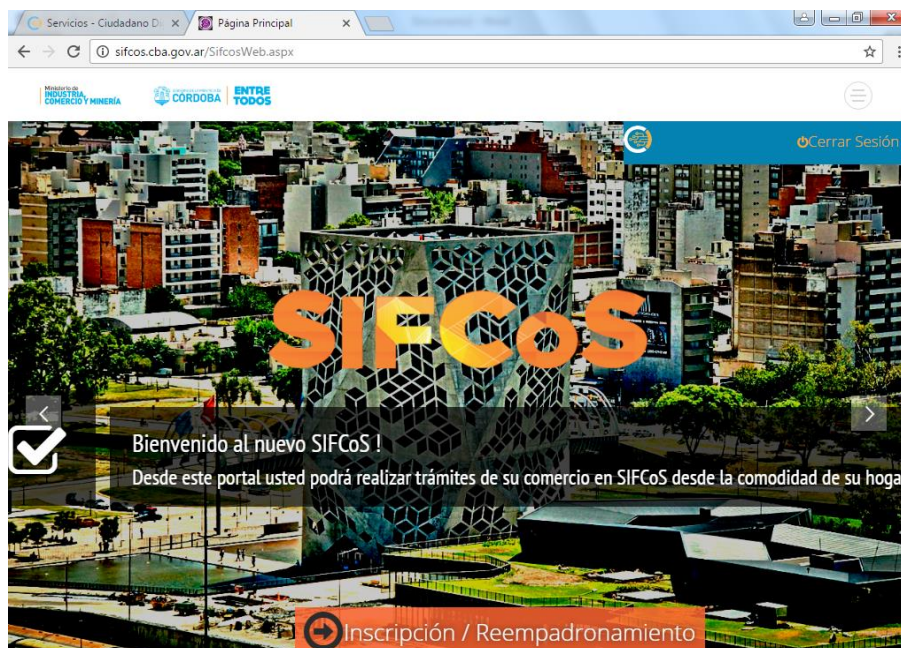 Servicios - Ciudadano Di
Página Principal
sifcos.cba.gov.ar/SifcosWeb.aspx
Ministerio de
INDUSTRIA,
COMERCIO Y MINERÍA
CÓRDOBA
ENTRE
TODOS
Cerrar Sesión
SIFCoS
Bienvenido al nuevo SIFCoS !
Desde este portal usted podrá realizar trámites de su comercio en SIFCoS desde la comodidad de su hoga
Inscripción / Reempadronamiento